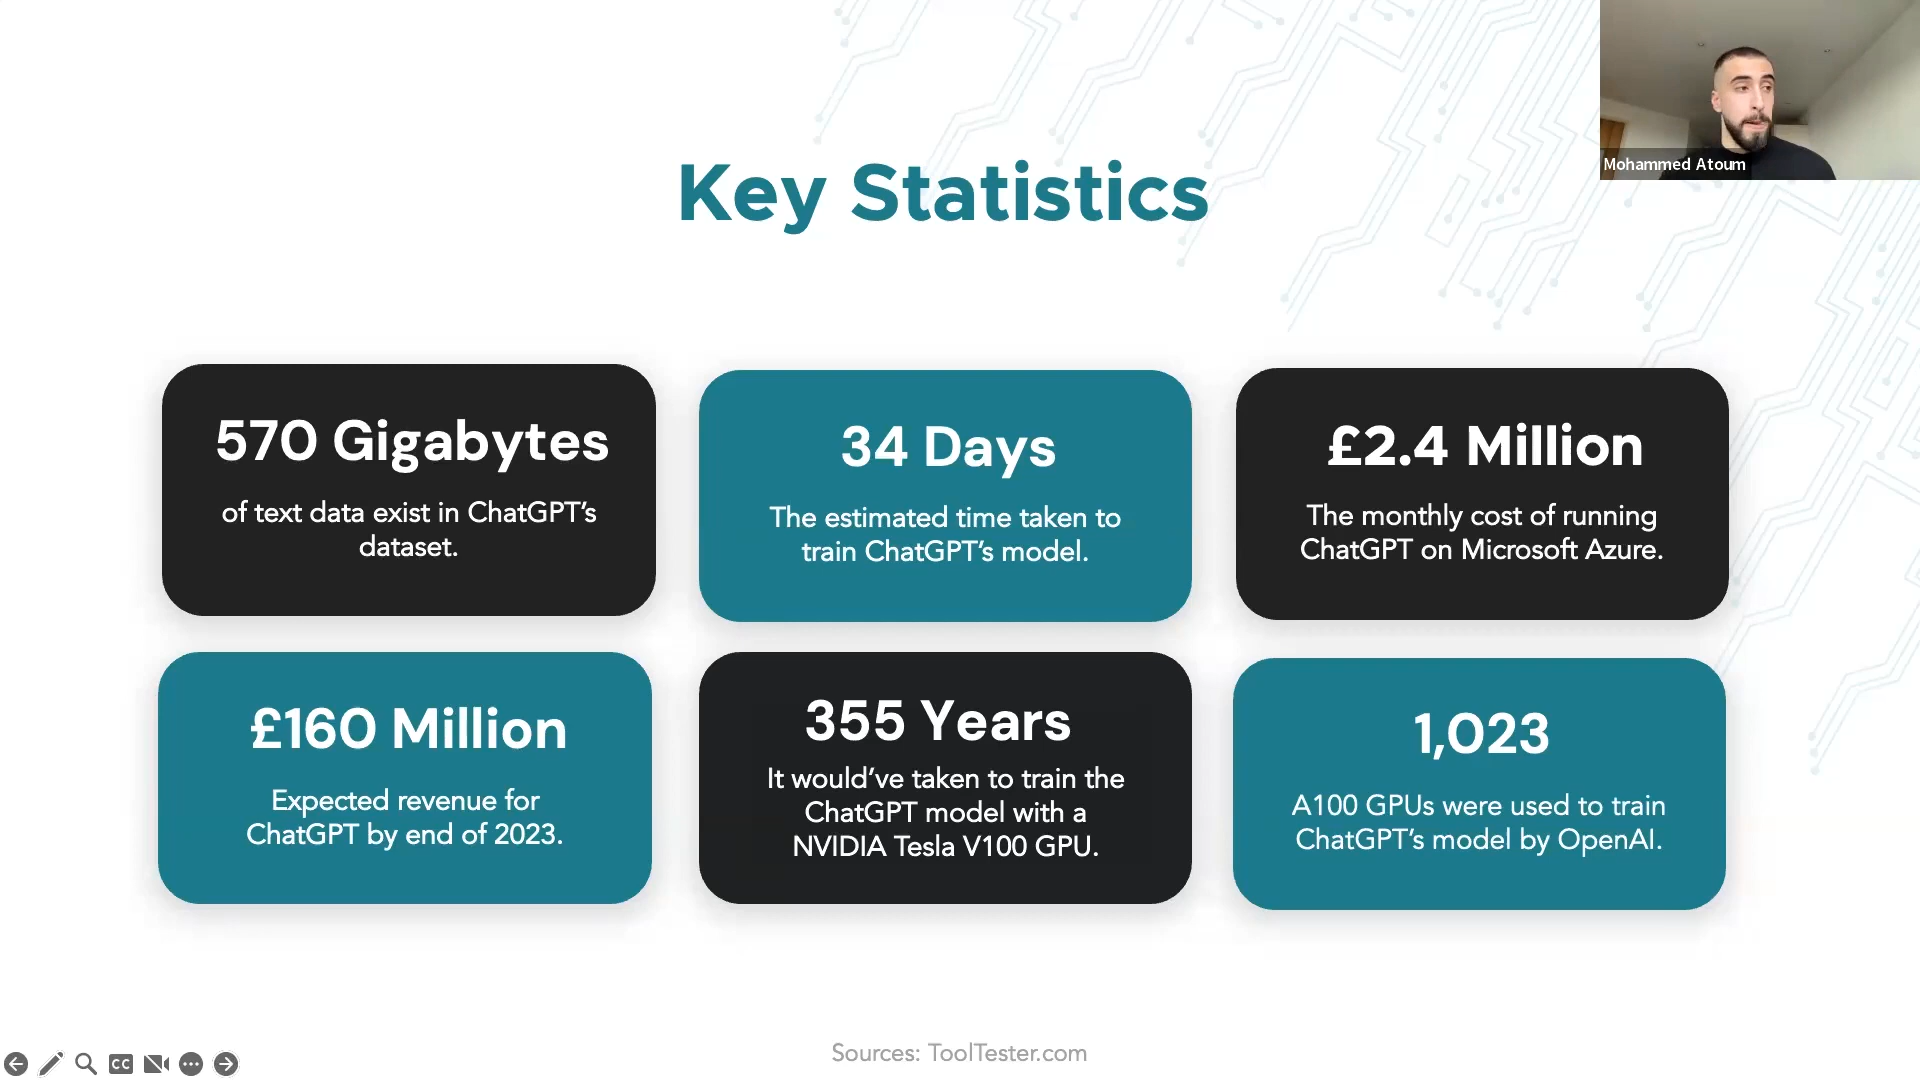 Mohammed Atoum
Key Statistics
570 Gigabytes
of text data exist in ChatGPT’s
dataset.
34 Days
The estimated time taken to
train ChatGPT’s model.
£2.4 Million
The monthly cost of running
ChatGPT on Microsoft Azure.
£160 Million
Expected revenue for
ChatGPT by end of 2023.
355 Years
It would’ve taken to train the
ChatGPT model with a
NVIDIA Tesla V100 GPU.
1,023
A100 GPUs were used to train
ChatGPT’s model by OpenAI.
Sources: ToolTester.com
CC